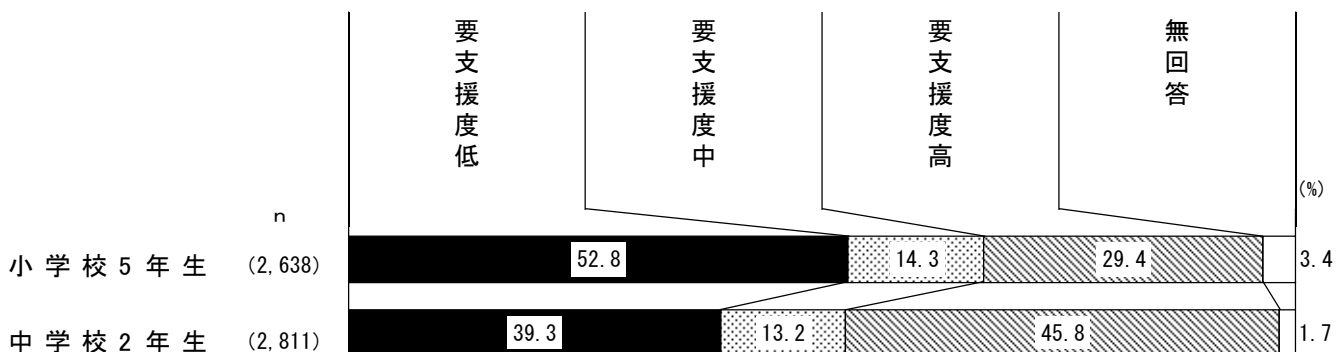 要支援度低
要支援度中
要支援度高
無回答
(%)
n
小学校5年生 (2,638) 52.8 14.3 29.4 3.4
中学校2年生 (2,811) 39.3 13.2 45.8 1.7